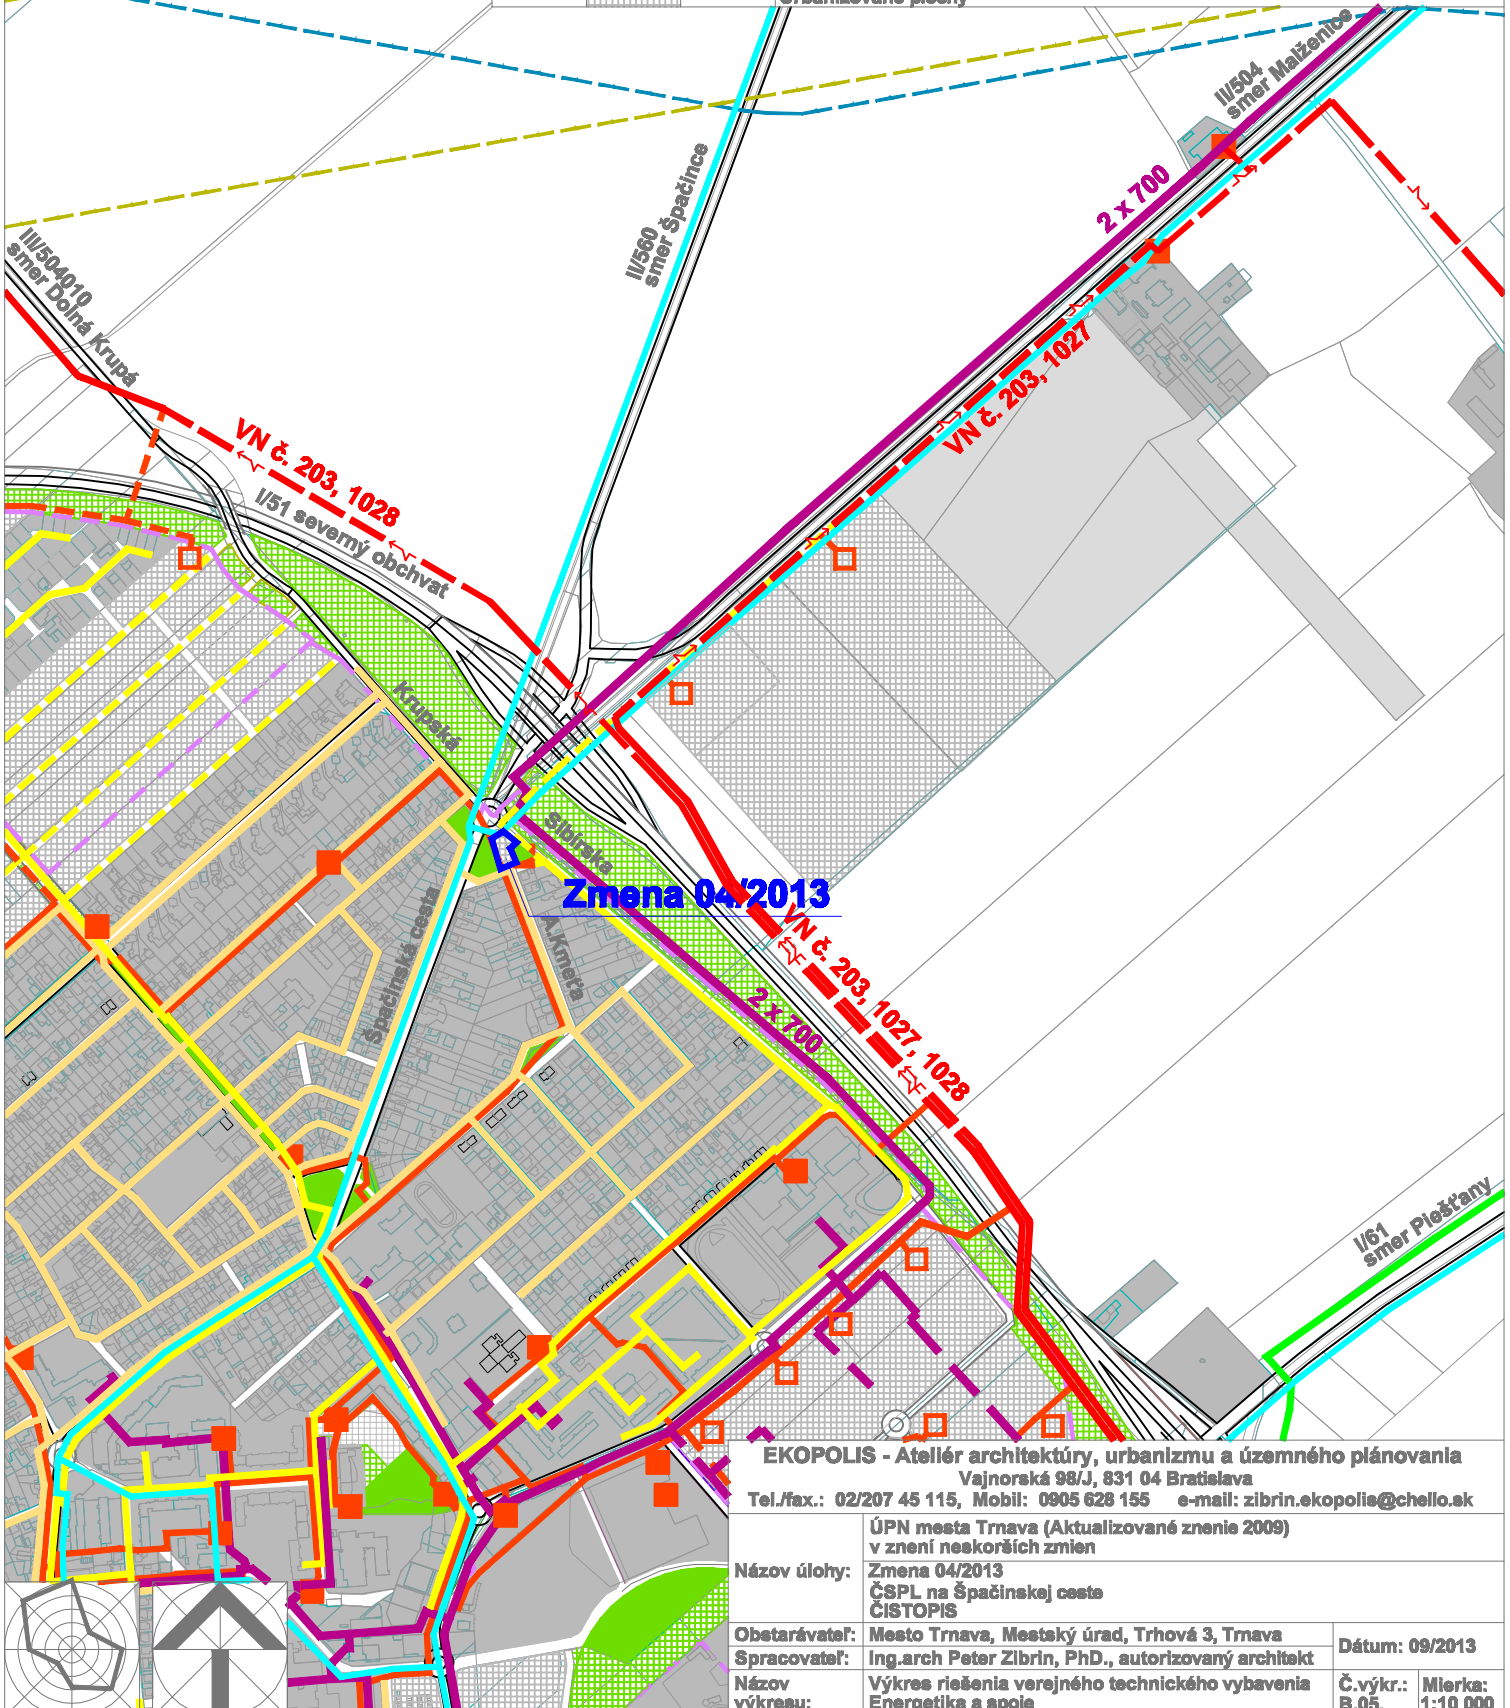 Urbanizované plochy
II/504
smer Malženice
2 x 700
II/560
smer Špačince
III/504010
smer Dolná Krupá
VN č. 203, 1027
VN č. 203, 1028
I/51 severný obchvat
Krupská
Sibírska
Zmena 04/2013
Špačinská cesta
A.Kmeťa
VN č. 203, 1027, 1028
2 x 700
I/61
smer Piešťany
EKOPOLIS - Ateliér architektúry, urbanizmu a územného plánovania
Vajnorská 98/J, 831 04 Bratislava
Tel./fax.: 02/207 45 115, Mobil: 0905 628 155 e-mail: zibrin.ekopolis@chello.sk
ÚPN mesta Trnava (Aktualizované znenie 2009)
v znení neskorších zmien
Názov úlohy: Zmena 04/2013
ČSPL na Špačinskej ceste
ČISTOPIS
Obstarávateľ: Mesto Trnava, Mestský úrad, Trhová 3, Trnava
Spracovateľ: Ing.arch Peter Zibrin, PhD., autorizovaný architekt
Dátum: 09/2013
Názov výkresu: Výkres riešenia verejného technického vybavenia
Energetika a spoje
Č.výkr.: B.05.
Mierka: 1:10 000